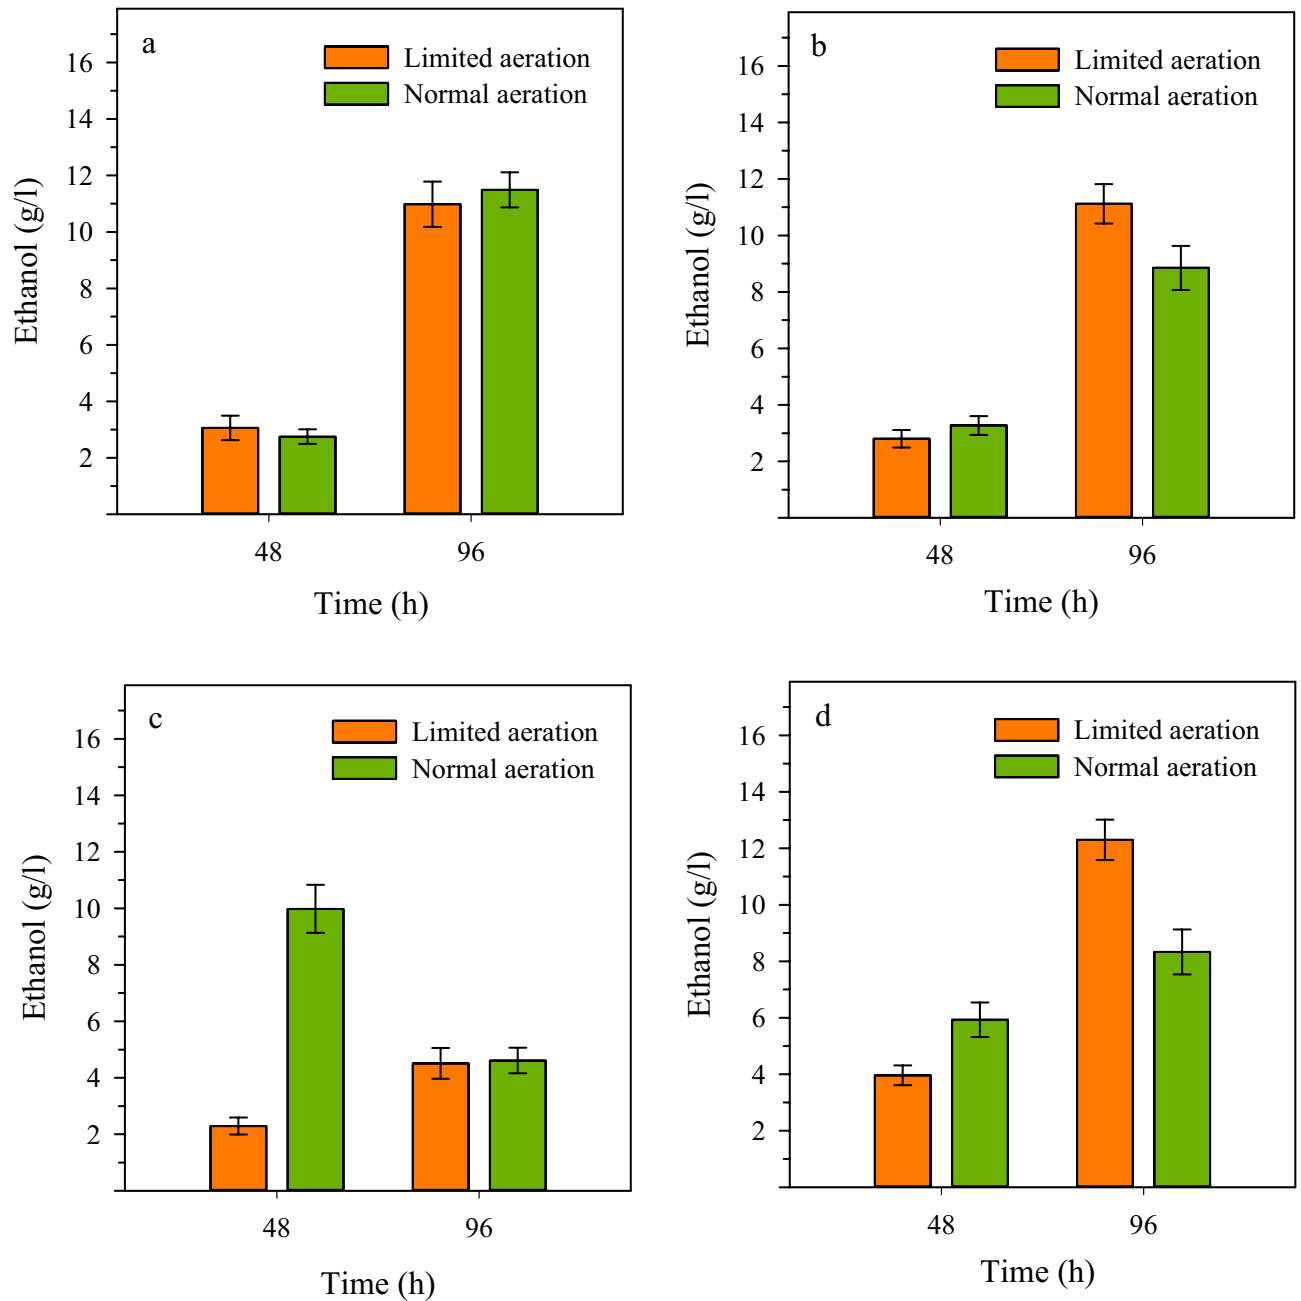 a
Limited aeration
Normal aeration
16
14
12
10
8
6
4
2
Ethanol (g/l)
48
96
Time (h)
b
Limited aeration
Normal aeration
16
14
12
10
8
6
4
2
Ethanol (g/l)
48
96
Time (h)
c
Limited aeration
Normal aeration
16
14
12
10
8
6
4
2
Ethanol (g/l)
48
96
Time (h)
d
Limited aeration
Normal aeration
16
14
12
10
8
6
4
2
Ethanol (g/l)
48
96
Time (h)